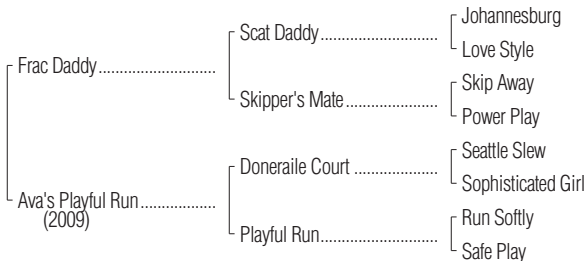 Johannesburg
Scat Daddy
Love Style
Frac Daddy
Skip Away
Skipper's Mate
Power Play
Seattle Slew
Doneraile Court
Sophisticated Girl
Ava's Playful Run
(2009)
Run Softly
Playful Run
Safe Play